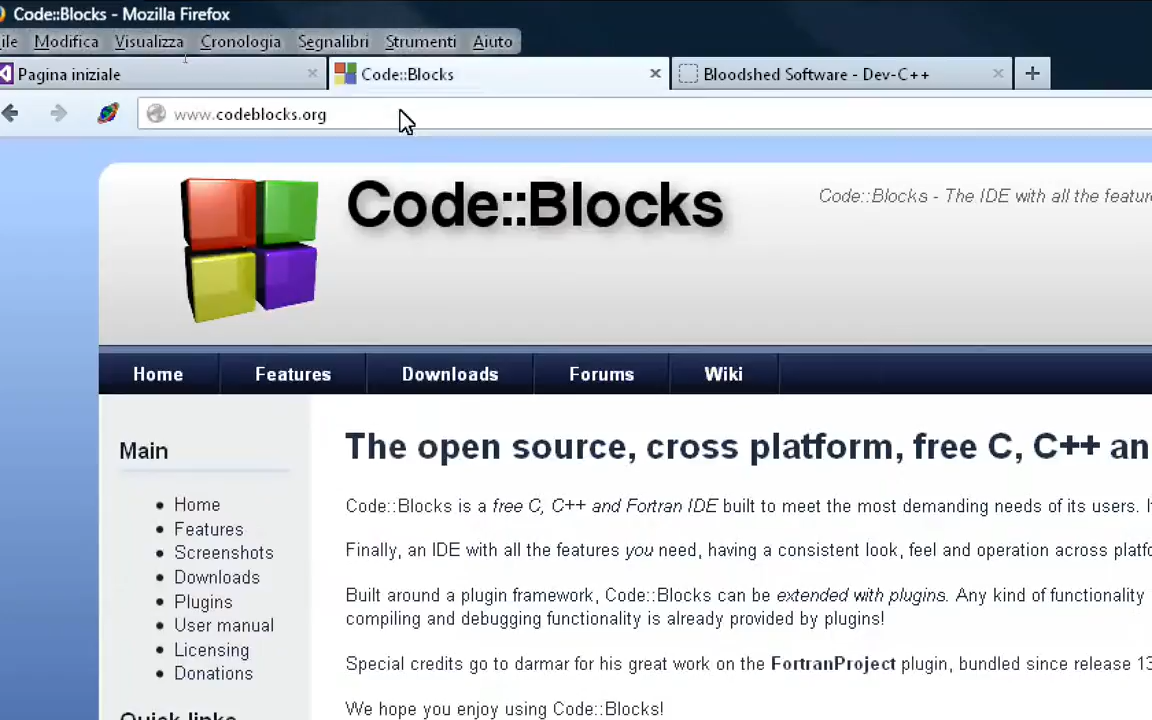 Code::Blocks - Mozilla Firefox
ile Modifica Visualizza Cronologia Segnalibri Strumenti Aiuto
Pagina iniziale Code::Blocks Bloodshed Software - Dev-C++
www.codeblocks.org
Code::Blocks
Code::Blocks - The IDE with all the feature
Home Features Downloads Forums Wiki
Main
Home
Features
Screenshots
Downloads
Plugins
User manual
Licensing
Donations
Quick links
The open source, cross platform, free C, C++ an
Code::Blocks is a free C, C++ and Fortran IDE built to meet the most demanding needs of its users. I
Finally, an IDE with all the features you need, having a consistent look, feel and operation across platfo
Built around a plugin framework, Code::Blocks can be extended with plugins. Any kind of functionality
compiling and debugging functionality is already provided by plugins!
Special credits go to darmar for his great work on the FortranProject plugin, bundled since release 13
We hope you enjoy using Code::Blocks!